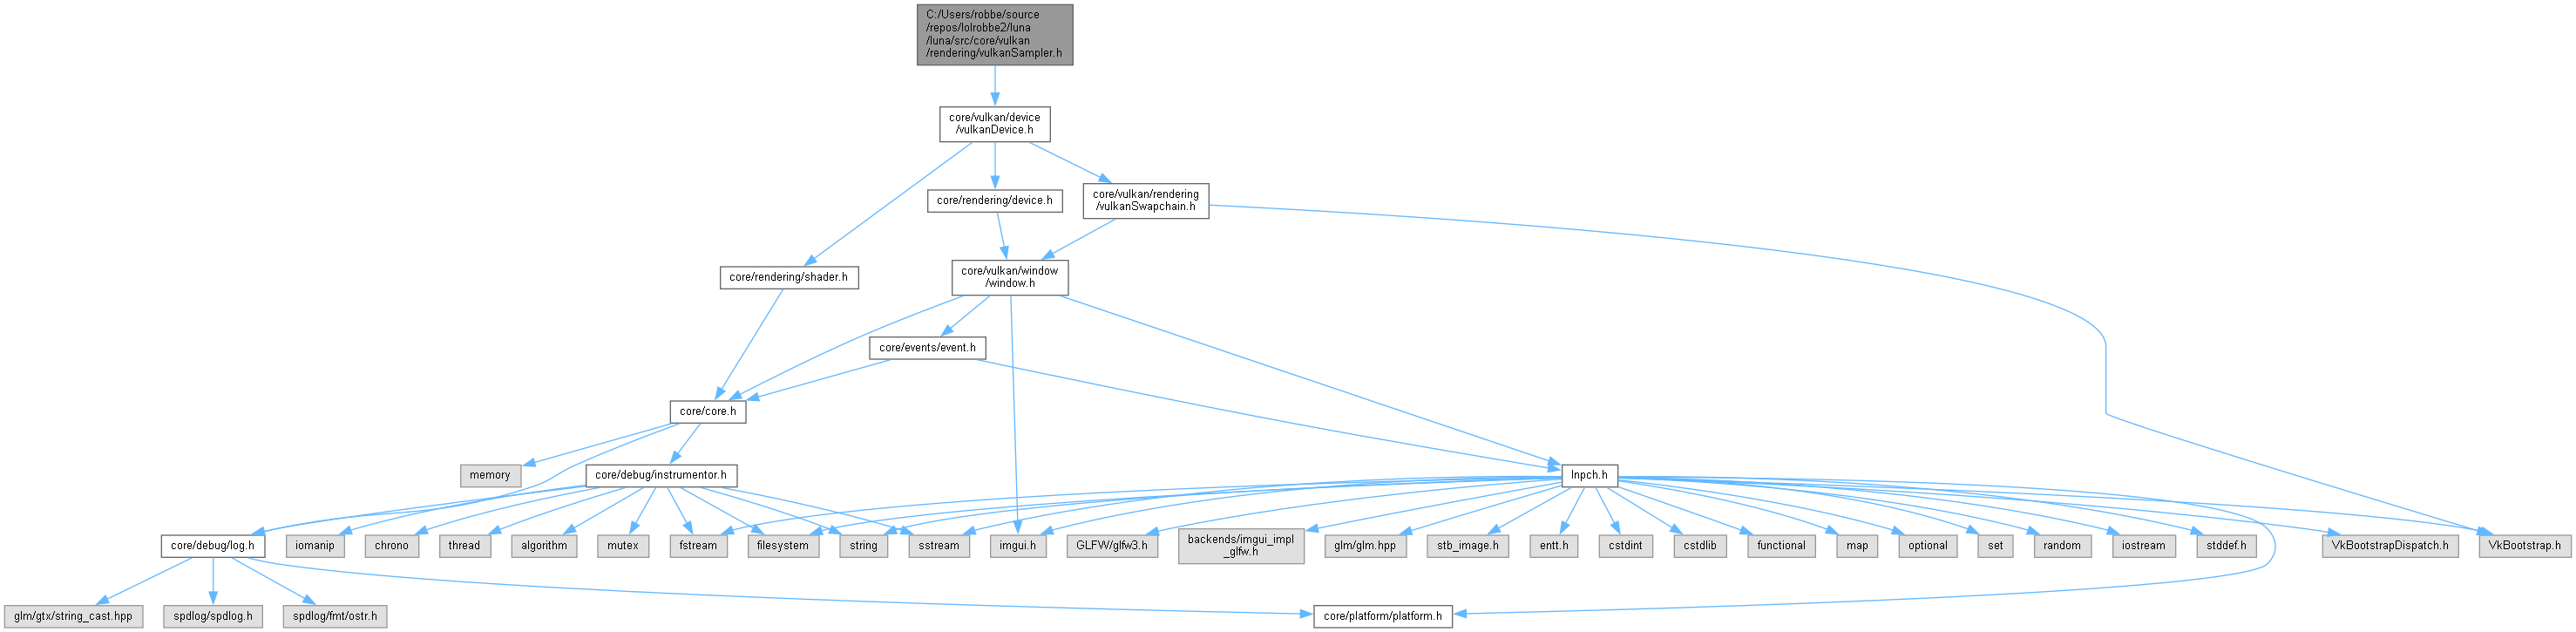 C:/Users/robbe/source
/repos/lolrobbe2/luna
/luna/src/core/vulkan
/rendering/vulkanSampler.h
core/vulkan/device
/vulkanDevice.h
core/rendering/device.h
core/vulkan/rendering
/vulkanSwapchain.h
core/rendering/shader.h
core/vulkan/window
/window.h
core/events/event.h
core/core.h
memory
core/debug/instrumentor.h
lnpch.h
core/debug/log.h
iomanip
chrono
thread
algorithm
mutex
fstream
filesystem
string
sstream
imgui.h
GLFW/glfw3.h
backends/imgui_impl
_glfw.h
glm/glm.hpp
stb_image.h
entt.h
cstdint
cstdlib
functional
map
optional
set
random
iostream
stddef.h
VkBootstrapDispatch.h
VkBootstrap.h
glm/gtx/string_cast.hpp
spdlog/spdlog.h
spdlog/fmt/ostr.h
core/platform/platform.h